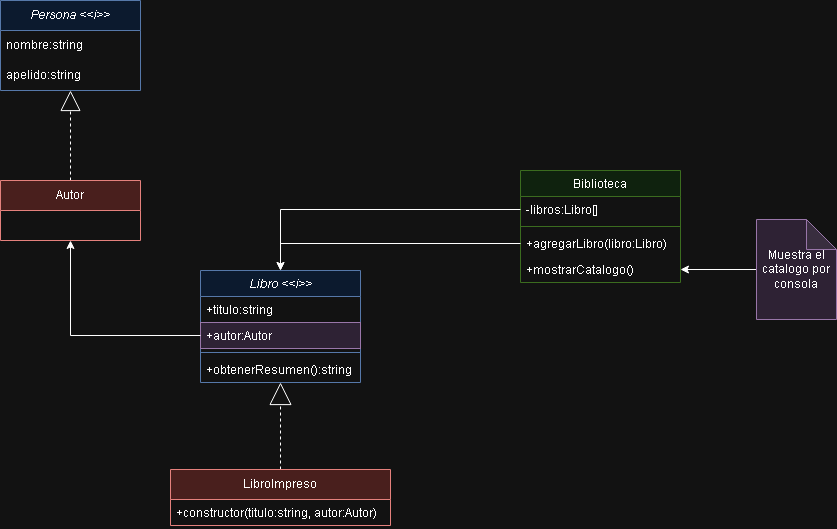 Persona <<i>>
nombre:string
apelido:string
Autor
Biblioteca
-libros:Libro[]
+agregarLibro(libro:Libro)
+mostrarCatalogo()
Muestra el
catalogo por
consola
Libro <<i>>
+titulo:string
+autor:Autor
+obtenerResumen():string
LibroImpreso
+constructor(titulo:string, autor:Autor)